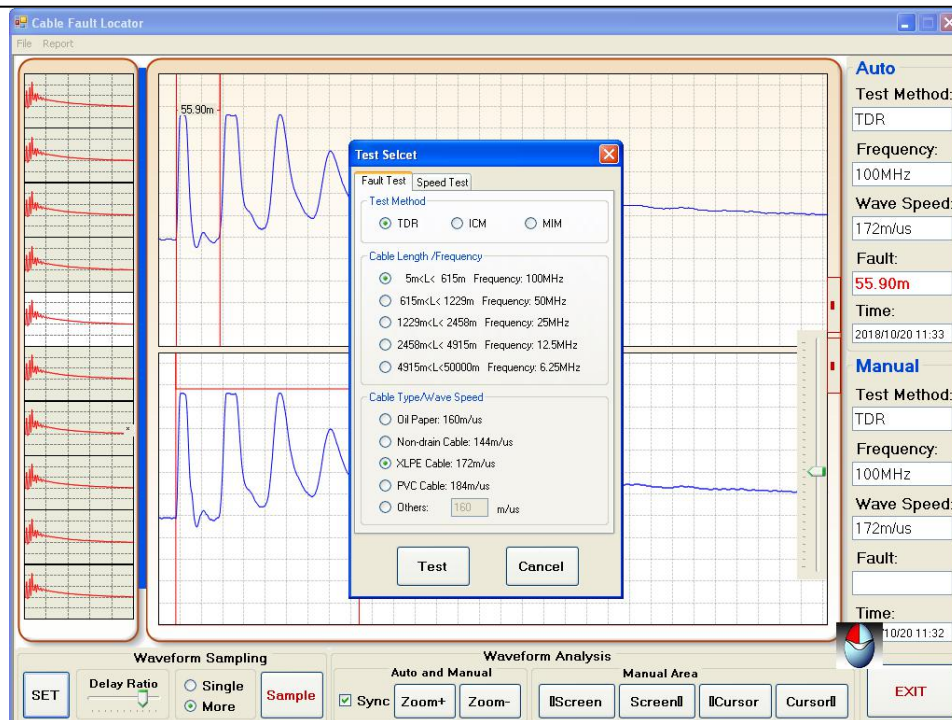 Cable Fault Locator
File Report
55.90m
Test Selcet
Fault Test Speed Test
Test Method
TDR ICM MIM
Cable Length /Frequency
5m<L< 615m Frequency: 100MHz
615m<L< 1229m Frequency: 50MHz
1229m<L< 2458m Frequency: 25MHz
2458m<L< 4915m Frequency: 12.5MHz
4915m<L<50000m Frequency: 6.25MHz
Cable Type/Wave Speed
Oil Paper: 160m/us
Non-drain Cable: 144m/us
XLPE Cable: 172m/us
PVC Cable: 184m/us
Others: 160 m/us
Test Cancel
Auto
Test Method:
TDR
Frequency:
100MHz
Wave Speed:
172m/us
Fault:
55.90m
Time:
2018/10/20 11:33
Manual
Test Method:
TDR
Frequency:
100MHz
Wave Speed:
172m/us
Fault:
Time:
/10/20 11:32
Waveform Sampling
SET
Delay Ratio
Single
More
Sample
Waveform Analysis
Auto and Manual
Sync Zoom+ Zoom-
Manual Area
Screen Screen Cursor Cursor
EXIT